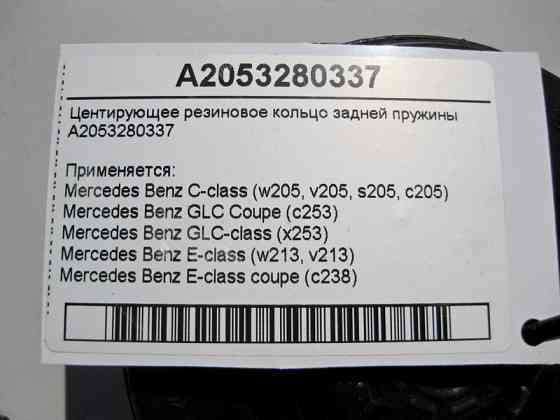 A2053280337
Центирующее резиновое кольцо задней пружины
A2053280337
Применяется:
Mercedes Benz C-class (w205, v205, s205, c205)
Mercedes Benz GLC Coupe (c253)
Mercedes Benz GLC-class (x253)
Mercedes Benz E-class (w213, v213)
Mercedes Benz E-class coupe (c238)